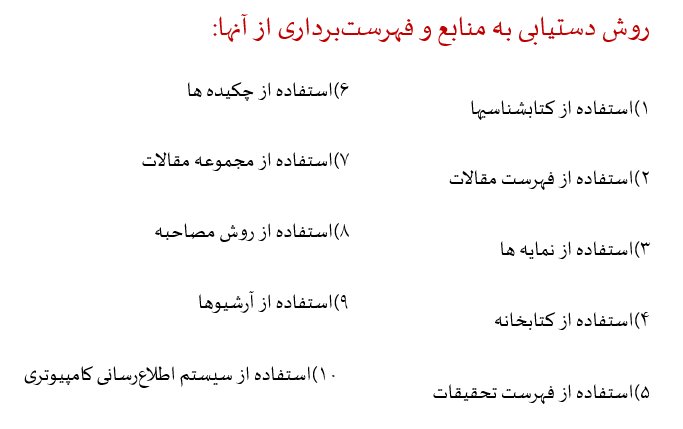 روش دستیابی به منابع و فهرست‌برداری از آنها:
۱)استفاده از کتابشناسیها
۲)استفاده از فهرست مقالات
۳)استفاده از نمایه ها
۴)استفاده از کتابخانه
۵)استفاده از فهرست تحقیقات
۶)استفاده از چکیده ها
۷)استفاده از مجموعه مقالات
۸)استفاده از روش مصاحبه
۹)استفاده از آرشیوها
۱۰)استفاده از سیستم اطلاع‌رسانی کامپیوتری